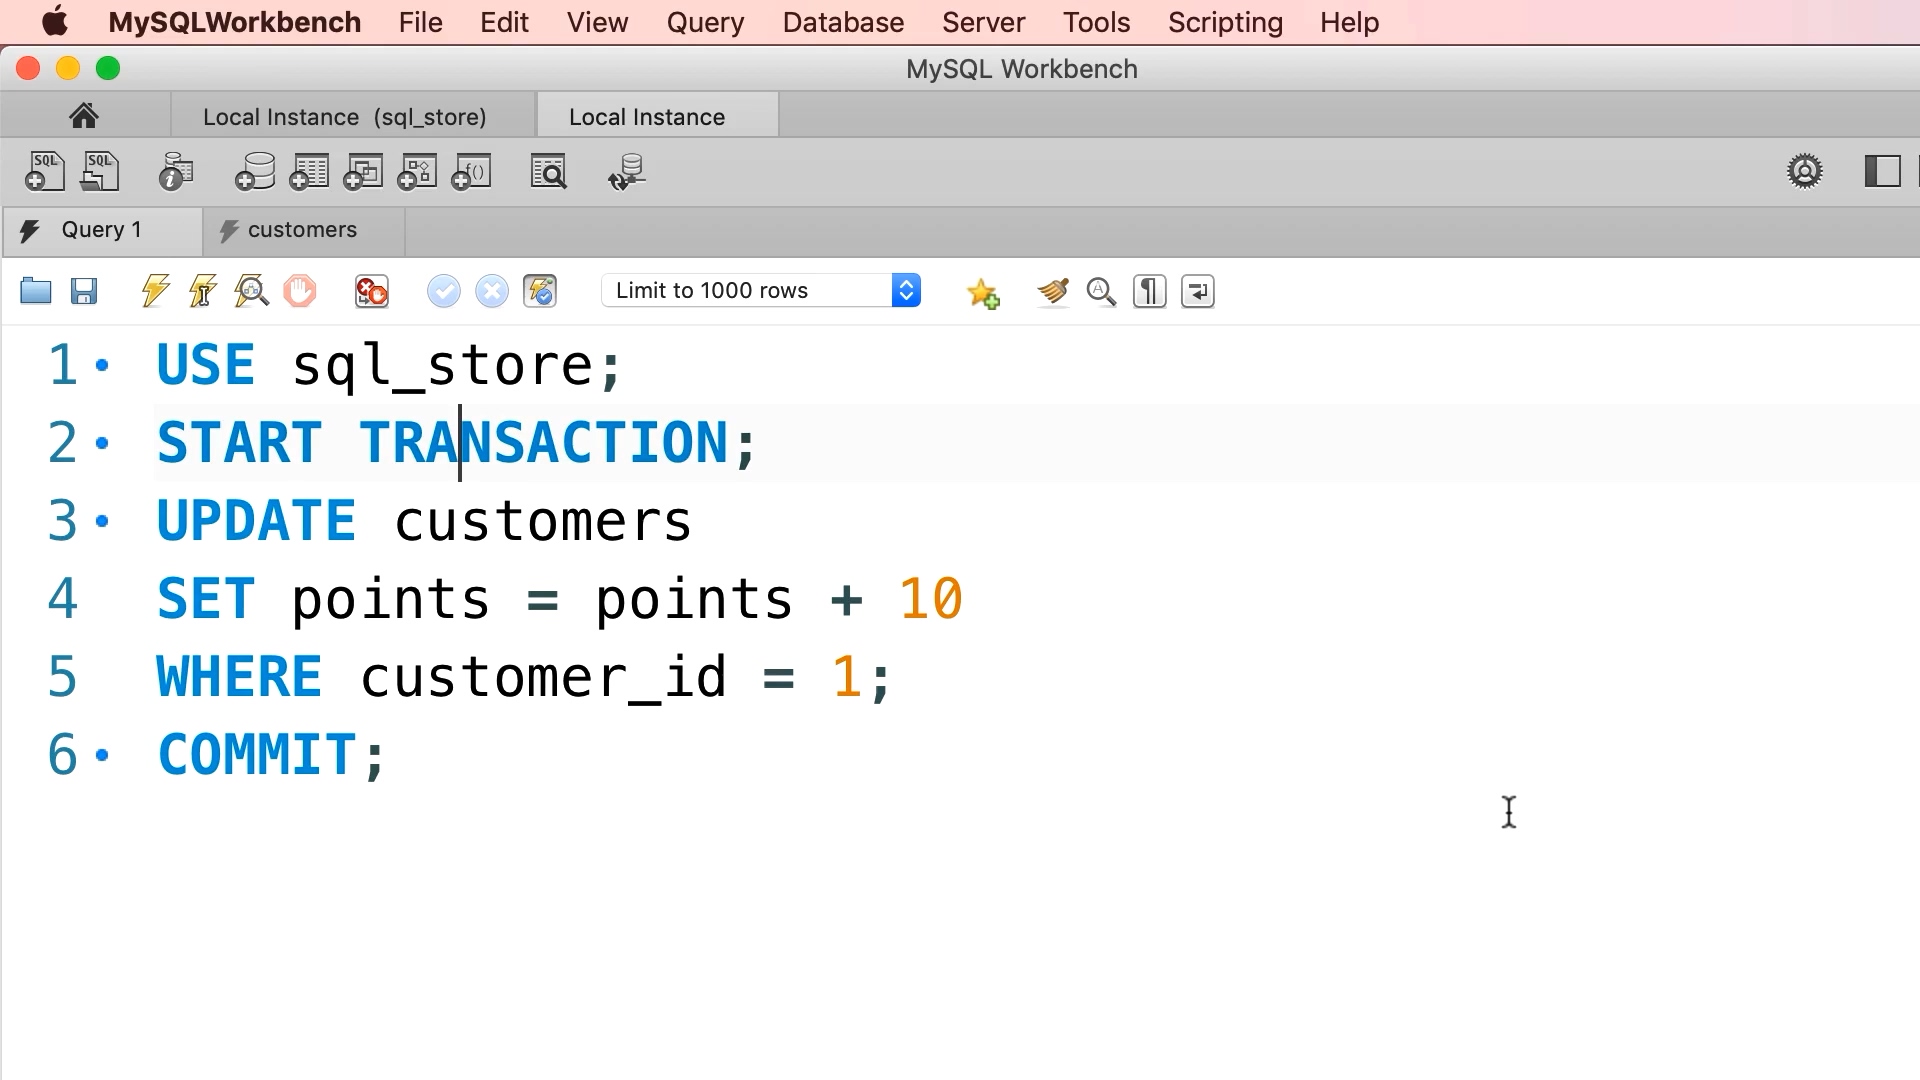 MySQLWorkbench File Edit View Query Database Server Tools Scripting Help
MySQL Workbench
Local Instance (sql_store) Local Instance
SQL SQL
Query 1 customers
Limit to 1000 rows
1 USE sql_store;
2 START TRANSACTION;
3 UPDATE customers
4 SET points = points + 10
5 WHERE customer_id = 1;
6 COMMIT;